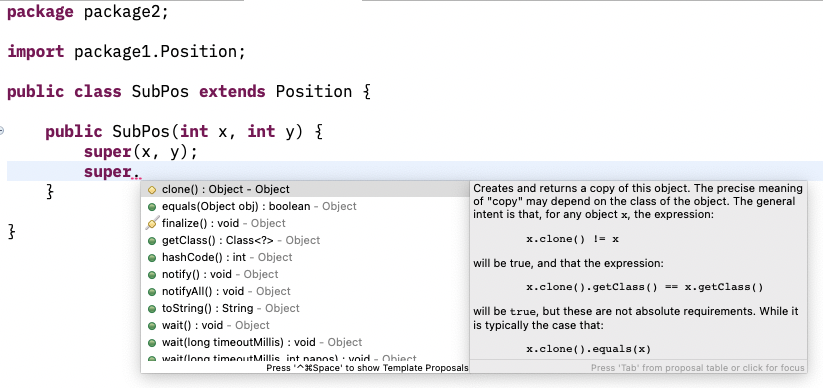 package package2;
import package1.Position;
public class SubPos extends Position {
public SubPos(int x, int y) {
super(x, y);
super.
}
}
clone() : Object - Object
equals(Object obj) : boolean - Object
finalize() : void - Object
getClass() : Class<?> - Object
hashCode() : int - Object
notify() : void - Object
notifyAll() : void - Object
toString() : String - Object
wait() : void - Object
wait(long timeoutMillis) : void - Object
wait(long timeoutMillis, int nanos) : void - Object
Press '^⌘Space' to show Template Proposals
Creates and returns a copy of this object. The precise meaning
of "copy" may depend on the class of the object. The general
intent is that, for any object x, the expression:
x.clone() != x
will be true, and that the expression:
x.clone().getClass() == x.getClass()
will be true, but these are not absolute requirements. While it
is typically the case that:
x.clone().equals(x)
Press 'Tab' from proposal table or click for focus